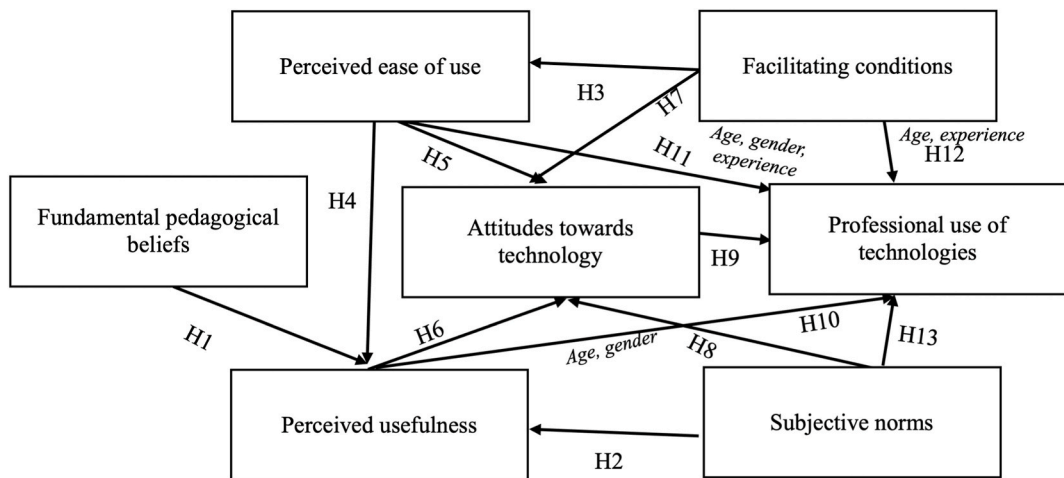 Perceived ease of use
Facilitating conditions
H3
H7
Age, gender,
experience
Age, experience
H5
H11
H12
Fundamental pedagogical
beliefs
H4
Attitudes towards
technology
Professional use of
technologies
H9
H1
H6
Age, gender
H10
H8
H13
Perceived usefulness
Subjective norms
H2